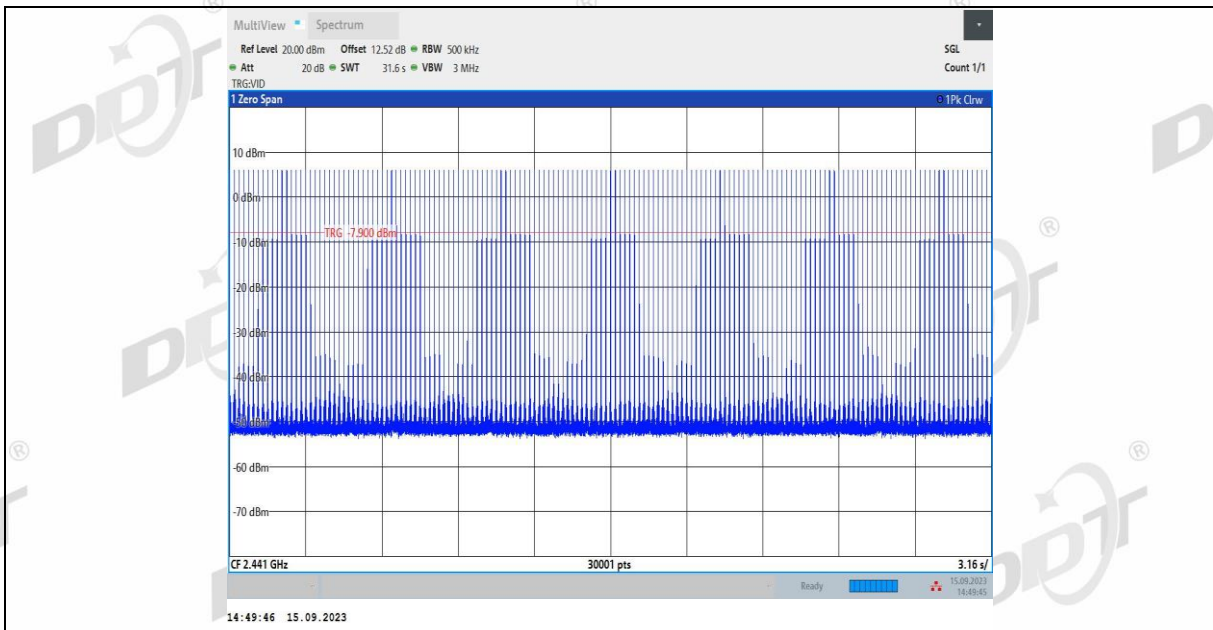 MultiView Spectrum
Ref Level 20.00 dBm Offset 12.52 dB RBW 500 kHz SGL
Att 20 dB SWT 31.6 s VBW 3 MHz Count 1/1
TRG:VID
1 Zero Span 1Pk Clrw
10 dBm
0 dBm
TRG -7.900 dBm
-10 dBm
-20 dBm
-30 dBm
-40 dBm
-50 dBm
-60 dBm
-70 dBm
CF 2.441 GHz 30001 pts 3.16 s/
Ready 15.09.2023
14:49:45
14:49:46 15.09.2023
DDT ®